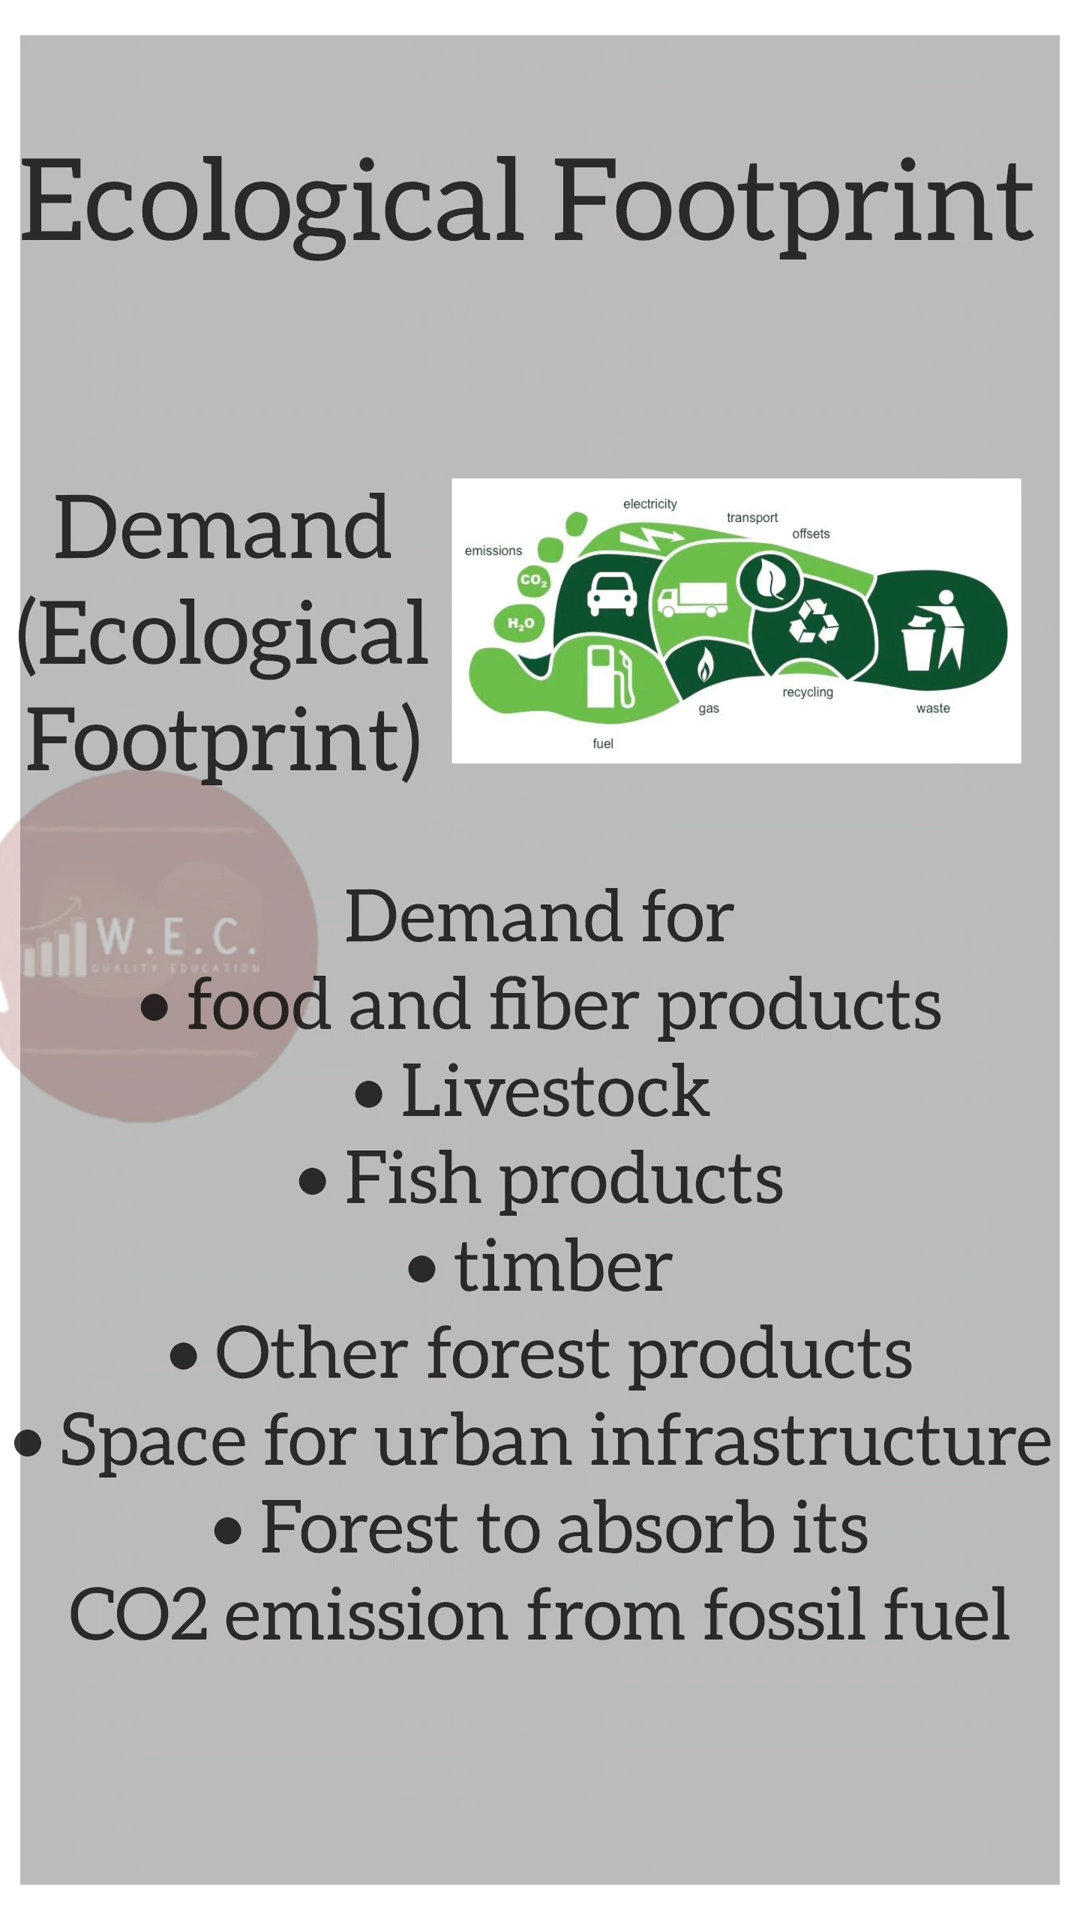 Ecological Footprint
Demand
(Ecological
Footprint)
electricity
transport
offsets
emissions
CO₂
H₂O
recycling
gas
waste
fuel
W.E.C.
QUALITY EDUCATION
Demand for
• food and fiber products
• Livestock
• Fish products
• timber
• Other forest products
• Space for urban infrastructure
• Forest to absorb its
CO2 emission from fossil fuel